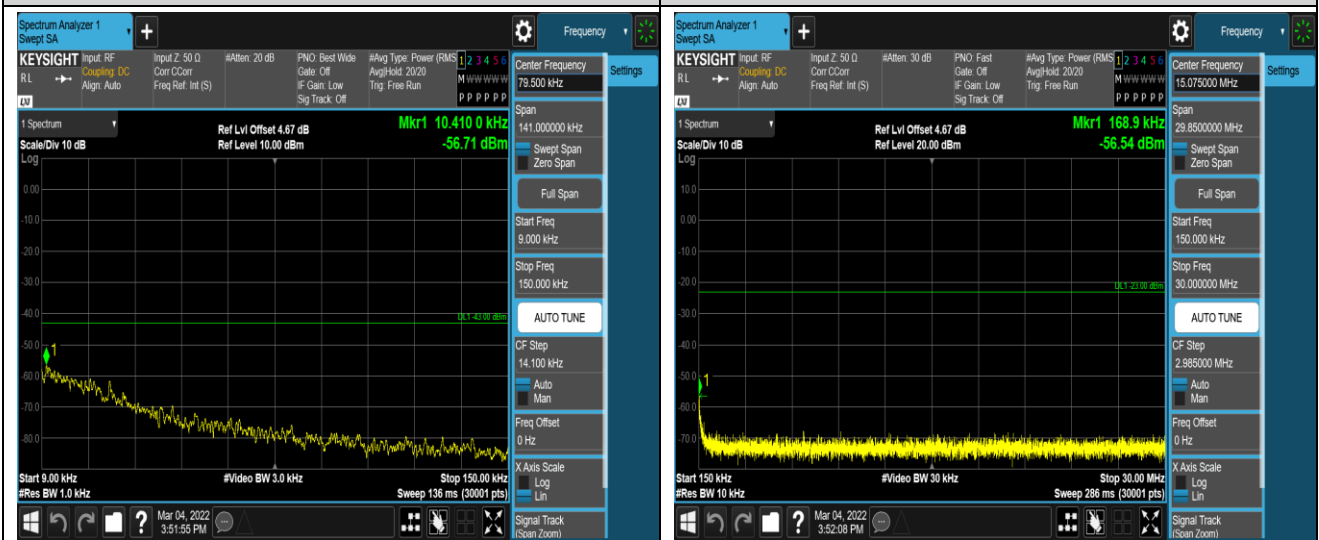 Spectrum Analyzer 1
Swept SA
+
Frequency
KEYSIGHT
Input: RF
Coupling: DC
Align: Auto
Input Z: 50 Ω
Corr CCorr
Freq Ref: Int (S)
#Atten: 20 dB
PNO: Best Wide
Gate: Off
IF Gain: Low
Sig Track: Off
#Avg Type: Power (RMS
Avg|Hold: 20/20
Trig: Free Run
1 2 3 4 5 6
M W W W W W
P P P P P P
RL
LXI
Center Frequency
79.500 kHz
Settings
Span
141.000000 kHz
Swept Span
Zero Span
Full Span
Start Freq
9.000 kHz
Stop Freq
150.000 kHz
AUTO TUNE
CF Step
14.100 kHz
Auto
Man
Freq Offset
0 Hz
X Axis Scale
Log
Lin
Signal Track
(Span Zoom)
1 Spectrum
Scale/Div 10 dB
Log
Ref Lvl Offset 4.67 dB
Ref Level 10.00 dBm
Mkr1 10.410 0 kHz
-56.71 dBm
0.00
-10.0
-20.0
-30.0
-40.0
-50.0
-60.0
-70.0
-80.0
DL1 -43.00 dBm
1
Start 9.00 kHz
#Res BW 1.0 kHz
#Video BW 3.0 kHz
Stop 150.00 kHz
Sweep 136 ms (30001 pts)
?
Mar 04, 2022
3:51:55 PM
Spectrum Analyzer 1
Swept SA
+
Frequency
KEYSIGHT
Input: RF
Coupling: DC
Align: Auto
Input Z: 50 Ω
Corr CCorr
Freq Ref: Int (S)
#Atten: 30 dB
PNO: Fast
Gate: Off
IF Gain: Low
Sig Track: Off
#Avg Type: Power (RMS
Avg|Hold: 20/20
Trig: Free Run
1 2 3 4 5 6
M W W W W W
P P P P P P
RL
LXI
Center Frequency
15.075000 MHz
Settings
Span
29.8500000 MHz
Swept Span
Zero Span
Full Span
Start Freq
150.000 kHz
Stop Freq
30.000000 MHz
AUTO TUNE
CF Step
2.985000 MHz
Auto
Man
Freq Offset
0 Hz
X Axis Scale
Log
Lin
Signal Track
(Span Zoom)
1 Spectrum
Scale/Div 10 dB
Log
Ref Lvl Offset 4.67 dB
Ref Level 20.00 dBm
Mkr1 168.9 kHz
-56.54 dBm
10.0
0.00
-10.0
-20.0
-30.0
-40.0
-50.0
-60.0
-70.0
DL1 -23.00 dBm
1
Start 150 kHz
#Res BW 10 kHz
#Video BW 30 kHz
Stop 30.00 MHz
Sweep 286 ms (30001 pts)
?
Mar 04, 2022
3:52:08 PM